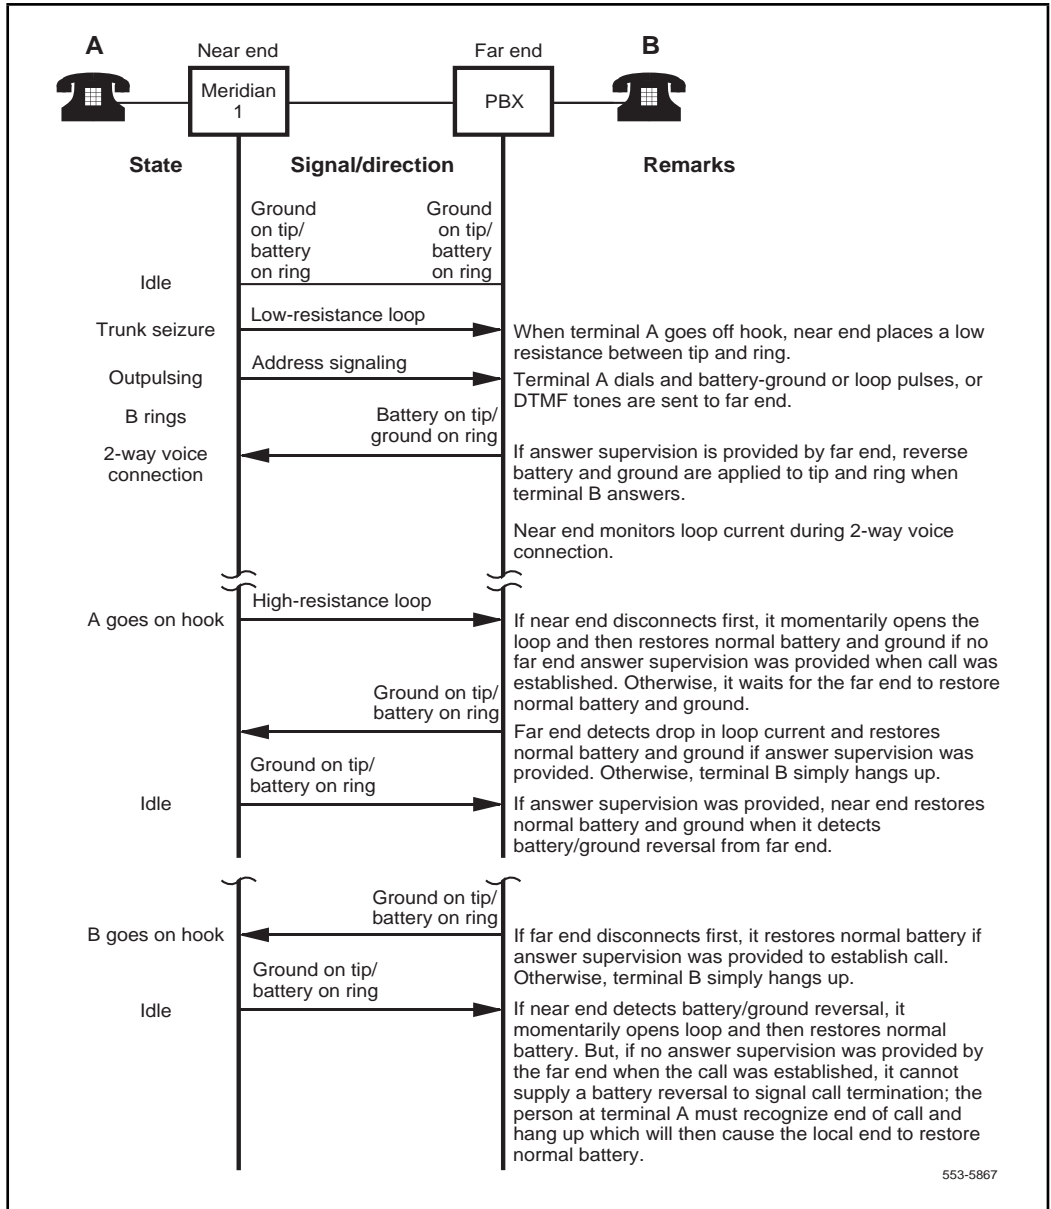 A
Near end
Far end
B
Meridian
1
PBX
State
Signal/direction
Remarks
Ground
on tip/
battery
on ring
Ground
on tip/
battery
on ring
Idle
Trunk seizure
Low-resistance loop
When terminal A goes off hook, near end places a low
resistance between tip and ring.
Outpulsing
Address signaling
Terminal A dials and battery-ground or loop pulses, or
DTMF tones are sent to far end.
B rings
Battery on tip/
ground on ring
2-way voice
connection
If answer supervision is provided by far end, reverse
battery and ground are applied to tip and ring when
terminal B answers.
Near end monitors loop current during 2-way voice
connection.
A goes on hook
High-resistance loop
If near end disconnects first, it momentarily opens the
loop and then restores normal battery and ground if no
far end answer supervision was provided when call was
established. Otherwise, it waits for the far end to restore
normal battery and ground.
Ground on tip/
battery on ring
Far end detects drop in loop current and restores
normal battery and ground if answer supervision was
provided. Otherwise, terminal B simply hangs up.
Ground on tip/
battery on ring
Idle
If answer supervision was provided, near end restores
normal battery and ground when it detects
battery/ground reversal from far end.
Ground on tip/
battery on ring
B goes on hook
If far end disconnects first, it restores normal battery if
answer supervision was provided to establish call.
Otherwise, terminal B simply hangs up.
Ground on tip/
battery on ring
Idle
If near end detects battery/ground reversal, it
momentarily opens loop and then restores normal
battery. But, if no answer supervision was provided by
the far end when the call was established, it cannot
supply a battery reversal to signal call termination; the
person at terminal A must recognize end of call and
hang up which will then cause the local end to restore
normal battery.
553-5867